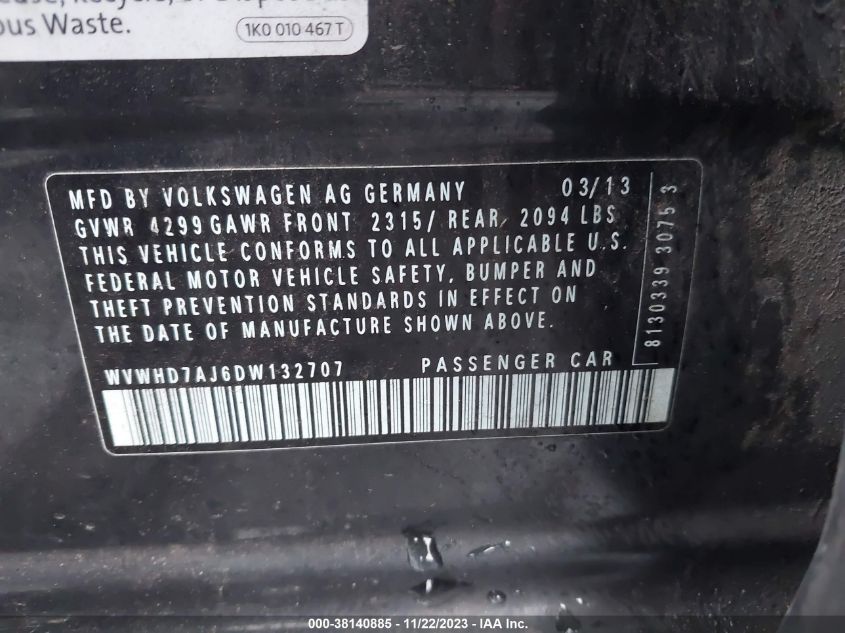 ous Waste.
1K0 010 467 T
MFD BY VOLKSWAGEN AG GERMANY 03/13
GVWR 4299 GAWR FRONT 2315/ REAR 2094 LBS
THIS VEHICLE CONFORMS TO ALL APPLICABLE U.S.
FEDERAL MOTOR VEHICLE SAFETY, BUMPER AND
THEFT PREVENTION STANDARDS IN EFFECT ON
THE DATE OF MANUFACTURE SHOWN ABOVE.
WVWHD7AJ6DW132707 PASSENGER CAR
8130339 30753
000-38140885 - 11/22/2023 - IAA Inc.